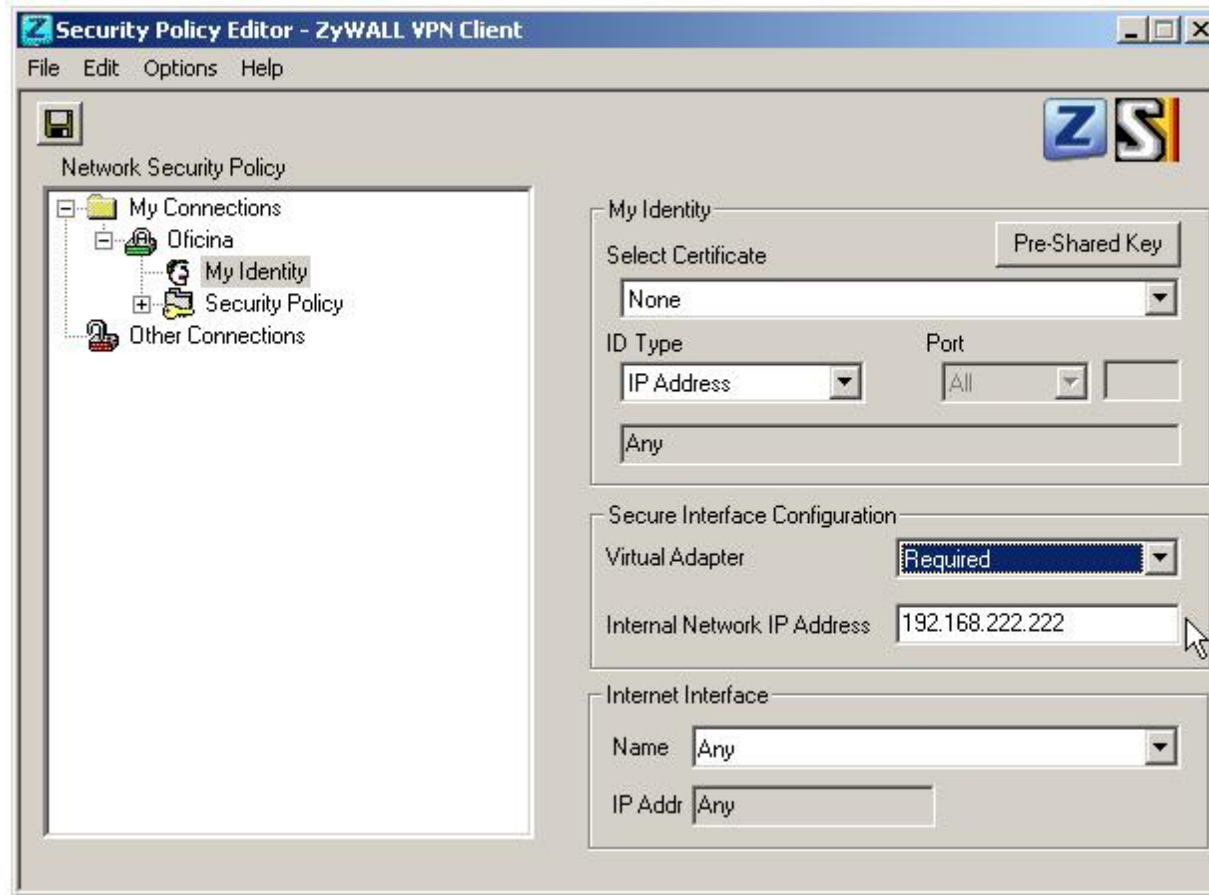 Security Policy Editor - ZyWALL VPN Client
File Edit Options Help
Z S
Network Security Policy
My Connections
Oficina
My Identity
Security Policy
Other Connections
My Identity
Select Certificate
Pre-Shared Key
None
ID Type Port
IP Address All
Any
Secure Interface Configuration
Virtual Adapter Required
Internal Network IP Address 192.168.222.222
Internet Interface
Name Any
IP Addr Any